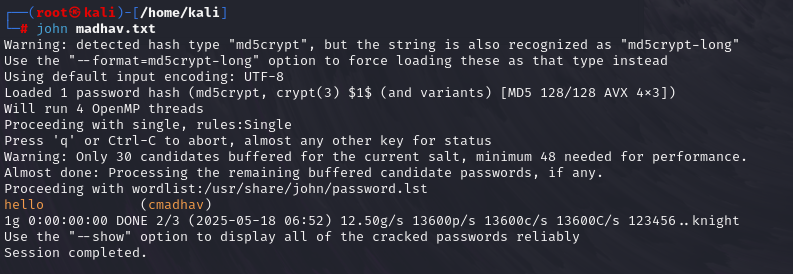 (root㉿kali)-[/home/kali]
# john madhav.txt
Warning: detected hash type "md5crypt", but the string is also recognized as "md5crypt-long"
Use the "--format=md5crypt-long" option to force loading these as that type instead
Using default input encoding: UTF-8
Loaded 1 password hash (md5crypt, crypt(3) $1$ (and variants) [MD5 128/128 AVX 4×3])
Will run 4 OpenMP threads
Proceeding with single, rules:Single
Press 'q' or Ctrl-C to abort, almost any other key for status
Warning: Only 30 candidates buffered for the current salt, minimum 48 needed for performance.
Almost done: Processing the remaining buffered candidate passwords, if any.
Proceeding with wordlist:/usr/share/john/password.lst
hello            (cmadhav)
1g 0:00:00:00 DONE 2/3 (2025-05-18 06:52) 12.50g/s 13600p/s 13600c/s 13600C/s 123456..knight
Use the "--show" option to display all of the cracked passwords reliably
Session completed.